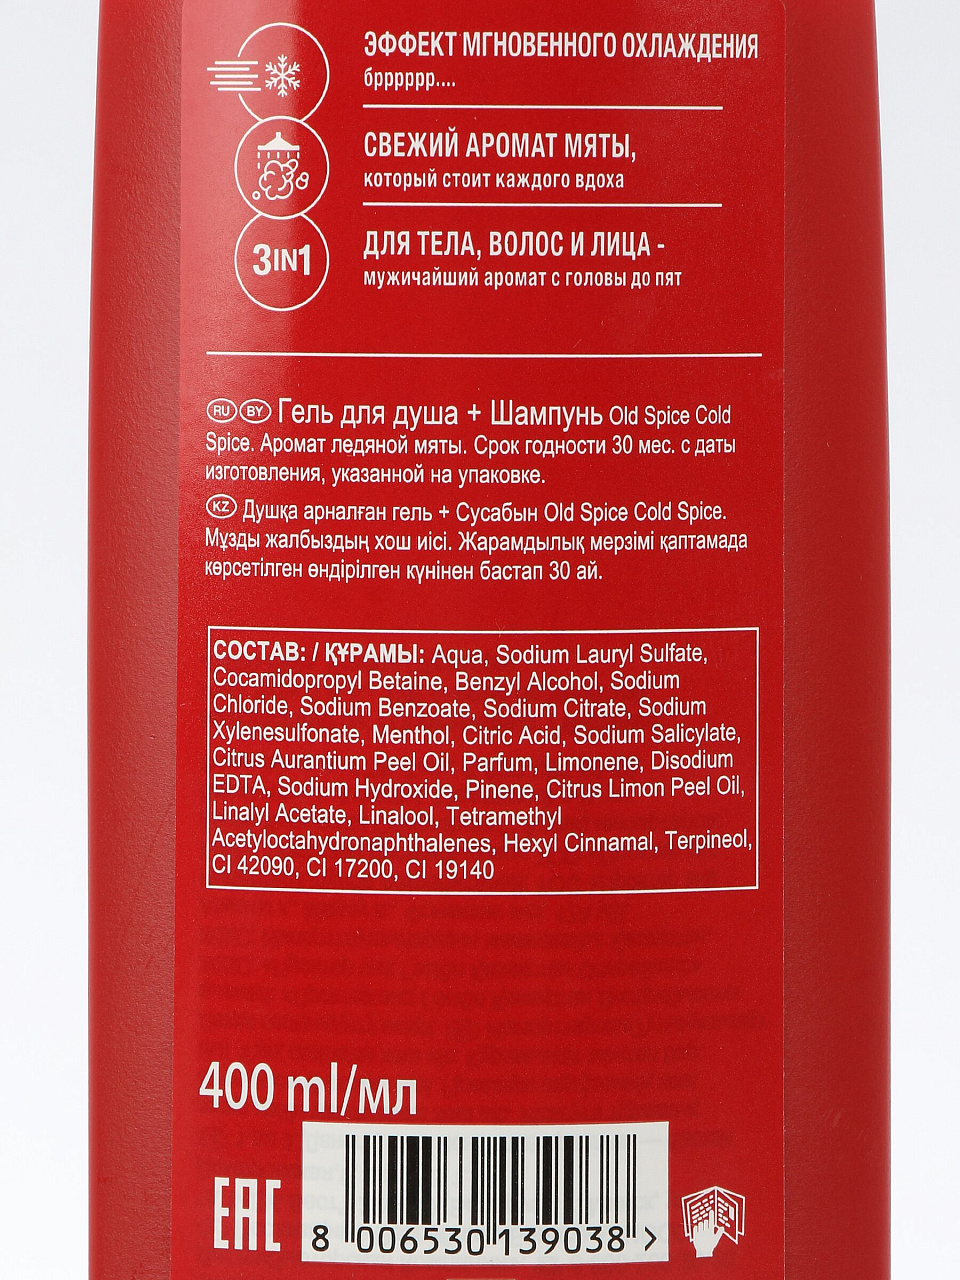 ЭФФЕКТ МГНОВЕННОГО ОХЛАЖДЕНИЯ
бррррр....
СВЕЖИЙ АРОМАТ МЯТЫ,
который стоит каждого вдоха
3IN1
ДЛЯ ТЕЛА, ВОЛОС И ЛИЦА -
мужичайший аромат с головы до пят
RU BY Гель для душа + Шампунь Old Spice Cold
Spice. Аромат ледяной мяты. Срок годности 30 мес. с даты
изготовления, указанной на упаковке.
KZ Душқа арналған гель + Сусабын Old Spice Cold Spice.
Мұзды жалбыздың хош иісі. Жарамдылық мерзімі қаптамада
көрсетілген өндірілген күнінен бастап 30 ай.
СОСТАВ: / ҚҰРАМЫ: Aqua, Sodium Lauryl Sulfate,
Cocamidopropyl Betaine, Benzyl Alcohol, Sodium
Chloride, Sodium Benzoate, Sodium Citrate, Sodium
Xylenesulfonate, Menthol, Citric Acid, Sodium Salicylate,
Citrus Aurantium Peel Oil, Parfum, Limonene, Disodium
EDTA, Sodium Hydroxide, Pinene, Citrus Limon Peel Oil,
Linalyl Acetate, Linalool, Tetramethyl
Acetyloctahydronaphthalenes, Hexyl Cinnamal, Terpineol,
CI 42090, CI 17200, CI 19140
400 ml/мл
EAC
8 006530 139038 >